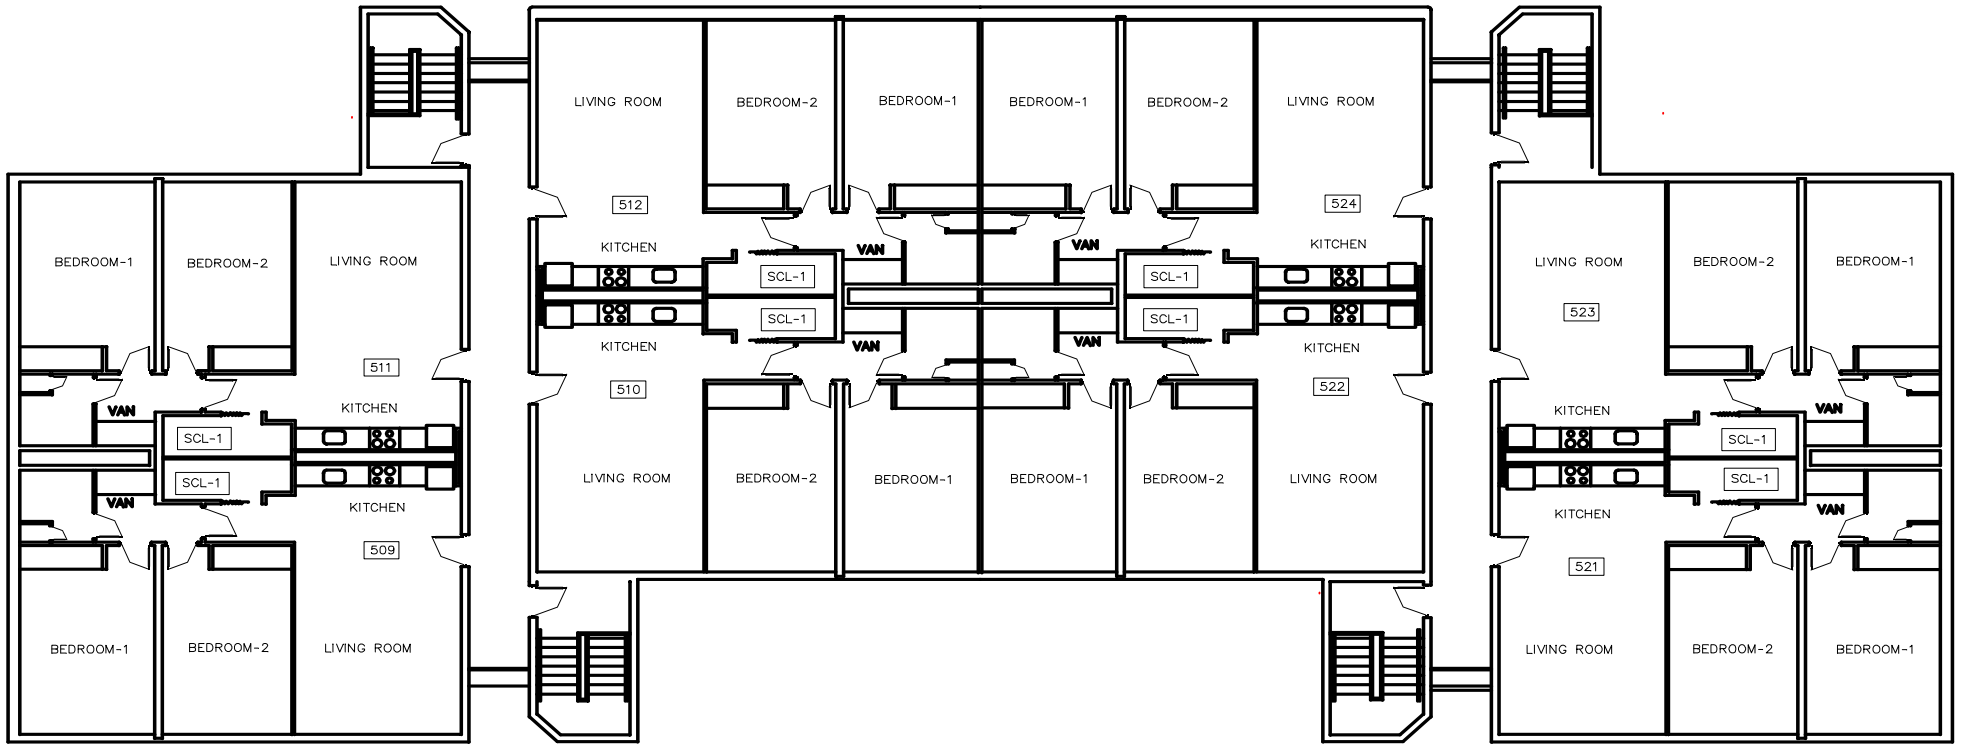 LIVING ROOM
BEDROOM-2
BEDROOM-1
BEDROOM-1
BEDROOM-2
LIVING ROOM
512
524
KITCHEN
VAN
VAN
KITCHEN
SCL-1
SCL-1
SCL-1
SCL-1
KITCHEN
VAN
VAN
KITCHEN
510
522
LIVING ROOM
BEDROOM-2
BEDROOM-1
BEDROOM-1
BEDROOM-2
LIVING ROOM
BEDROOM-1
BEDROOM-2
LIVING ROOM
511
VAN
KITCHEN
SCL-1
SCL-1
VAN
KITCHEN
509
BEDROOM-1
BEDROOM-2
LIVING ROOM
LIVING ROOM
BEDROOM-2
BEDROOM-1
523
KITCHEN
VAN
SCL-1
SCL-1
KITCHEN
VAN
521
LIVING ROOM
BEDROOM-2
BEDROOM-1